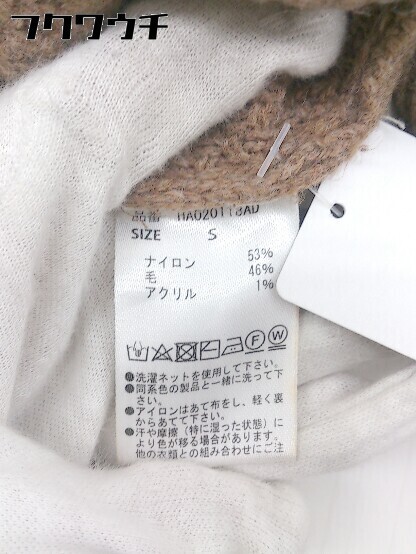 フクワウチ
品番 HA020118AD
SIZE S
ナイロン 53%
毛 46%
アクリル 1%
F W
●洗濯ネットを使用して下さい。
●同系色の製品と一緒に洗って下
さい。
●アイロンはあて布をし、軽く裏
からあてて下さい。
●汗や摩擦（特に湿った状態）に
より色が移る場合があります。
他の衣類との組み合わせにご注